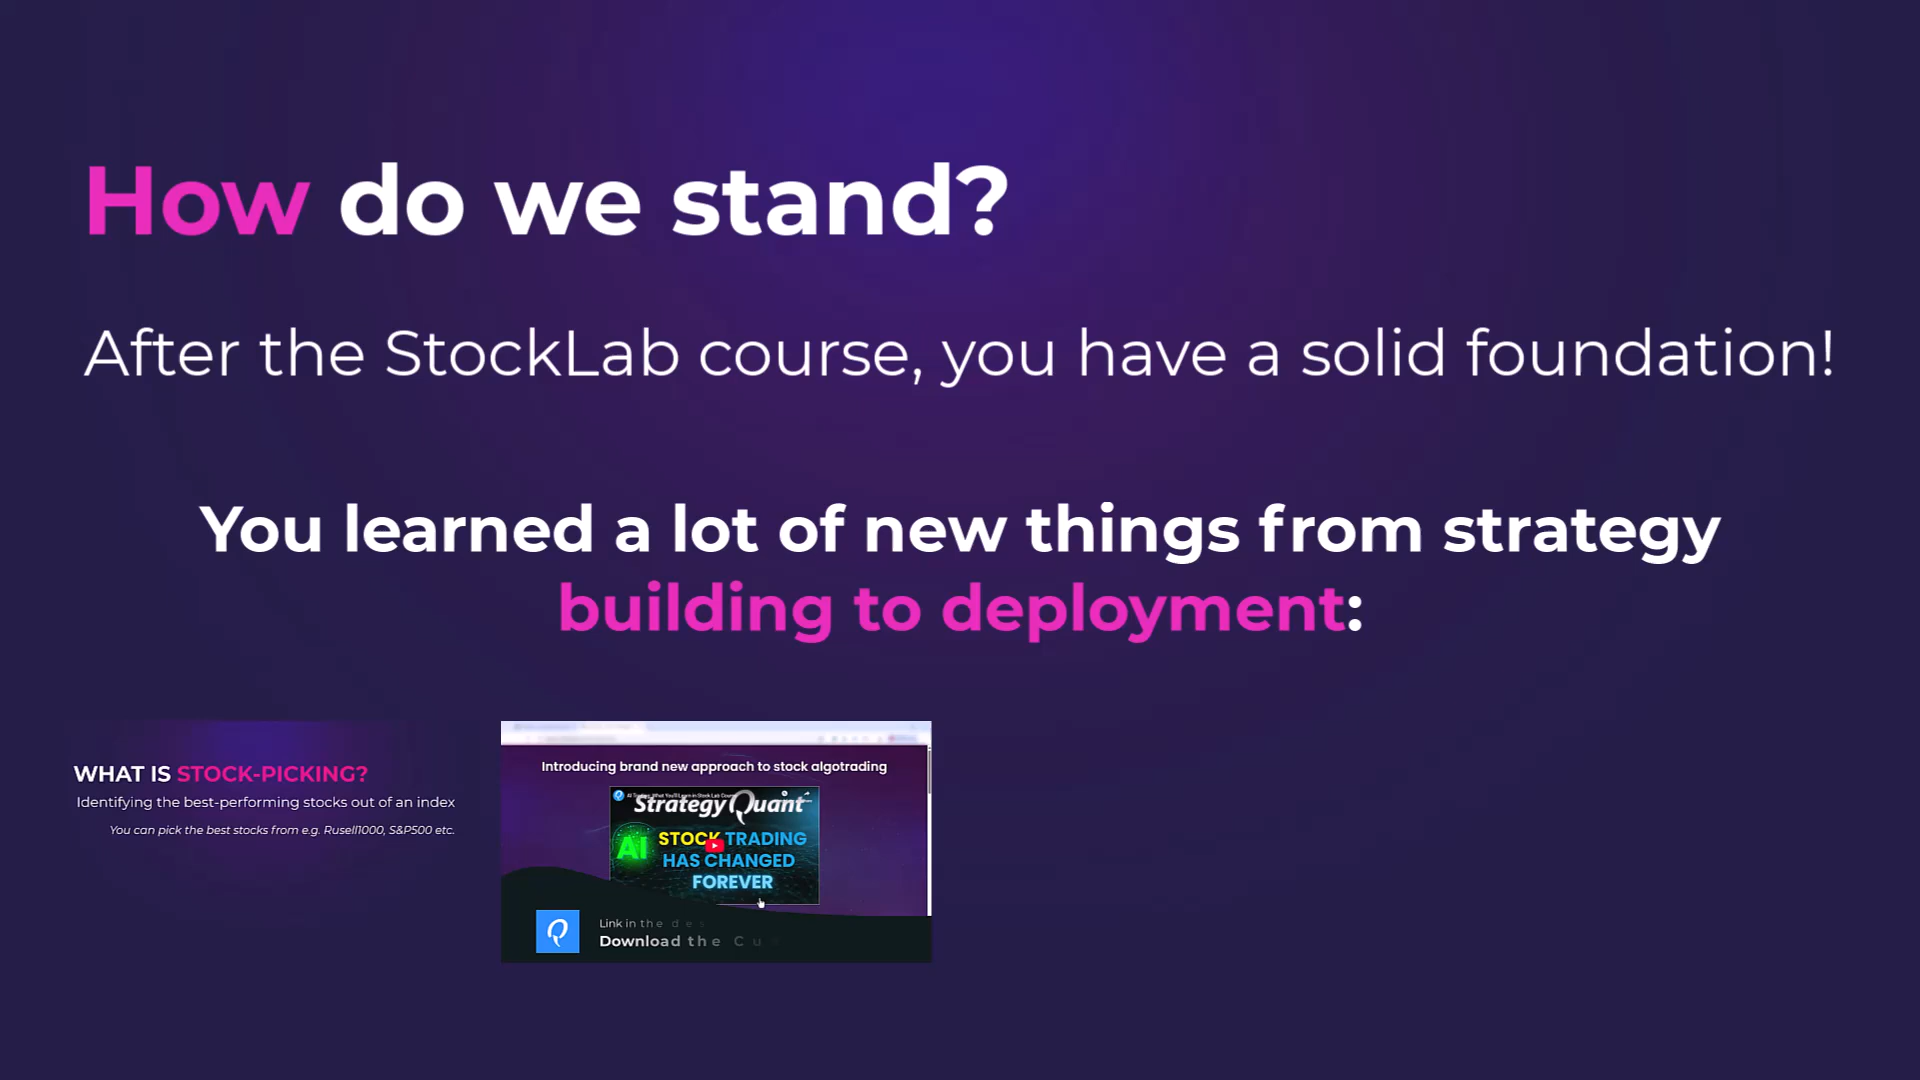 How do we stand?
After the StockLab course, you have a solid foundation!
You learned a lot of new things from strategy
building to deployment:
WHAT IS STOCK-PICKING?
Identifying the best-performing stocks out of an index
You can pick the best stocks from e.g. Rusell1000, S&P500 etc.
Introducing brand new approach to stock algotrading
StrategyQuant
AI
STOCK TRADING
HAS CHANGED
FOREVER
Link in the des
Download the Cu